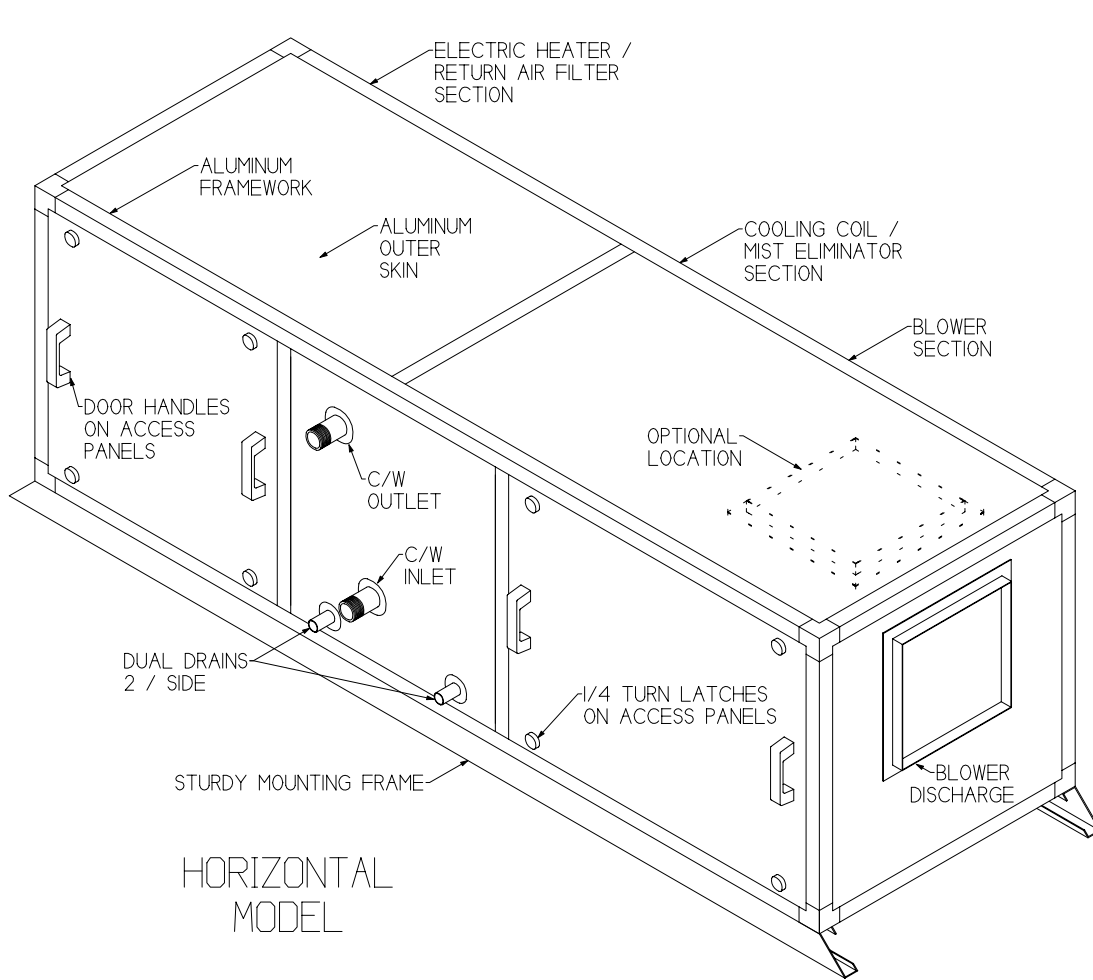 ELECTRIC HEATER /
RETURN AIR FILTER
SECTION
ALUMINUM
FRAMEWORK
ALUMINUM
OUTER
SKIN
COOLING COIL /
MIST ELIMINATOR
SECTION
BLOWER
SECTION
DOOR HANDLES
ON ACCESS
PANELS
OPTIONAL
LOCATION
C/W
OUTLET
C/W
INLET
DUAL DRAINS
2 / SIDE
1/4 TURN LATCHES
ON ACCESS PANELS
STURDY MOUNTING FRAME
BLOWER
DISCHARGE
HORIZONTAL
MODEL